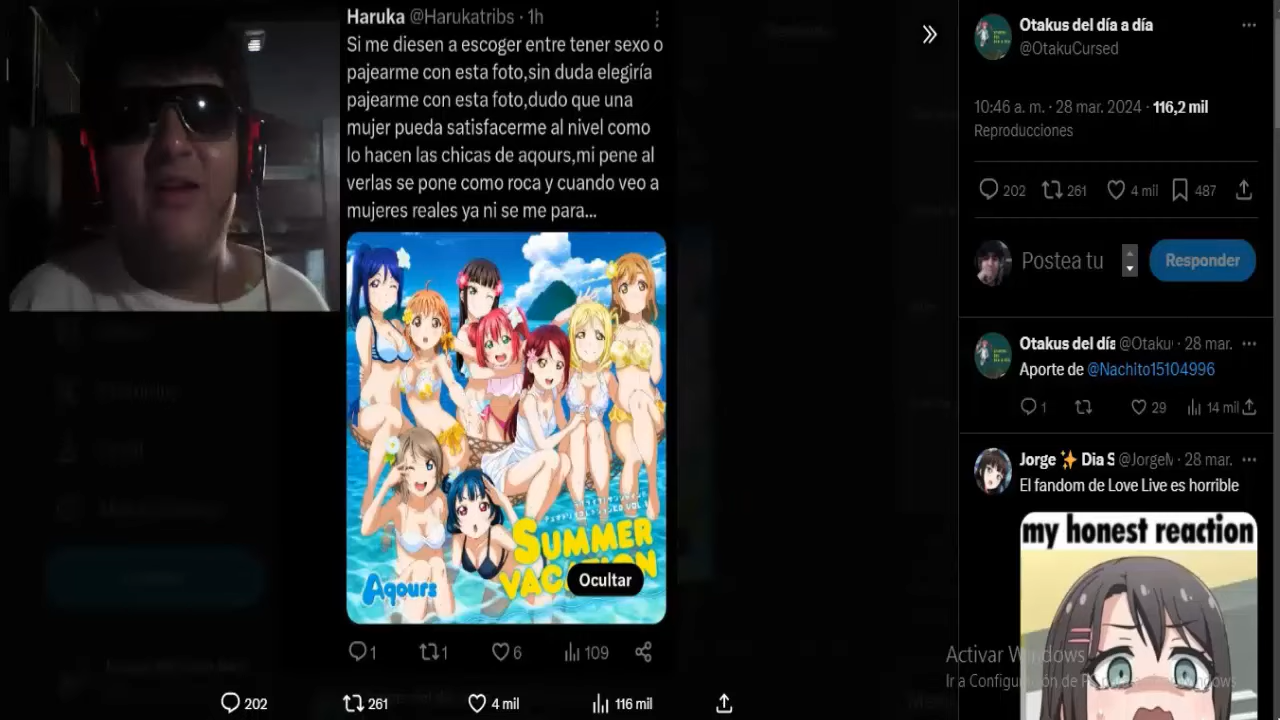 Haruka @Harukatribs · 1h
Si me diesen a escoger entre tener sexo o
pajearme con esta foto,sin duda elegiría
pajearme con esta foto,dudo que una
mujer pueda satisfacerme al nivel como
lo hacen las chicas de aqours,mi pene al
verlas se pone como roca y cuando veo a
mujeres reales ya ni se me para...
SUMMER
Aqours
Ocultar
1 1 6 109
202 261 4 mil 116 mil
Otakus del día a día
@OtakuCursed
10:46 a. m. · 28 mar. 2024 · 116,2 mil
Reproducciones
202 261 4 mil 487
Postea tu
Responder
Otakus del día @Otaku · 28 mar.
Aporte de @Nachito15104996
1 29 14 mil
Jorge ✨ Dia S @JorgeM · 28 mar.
El fandom de Love Live es horrible
my honest reaction
Activar Windows